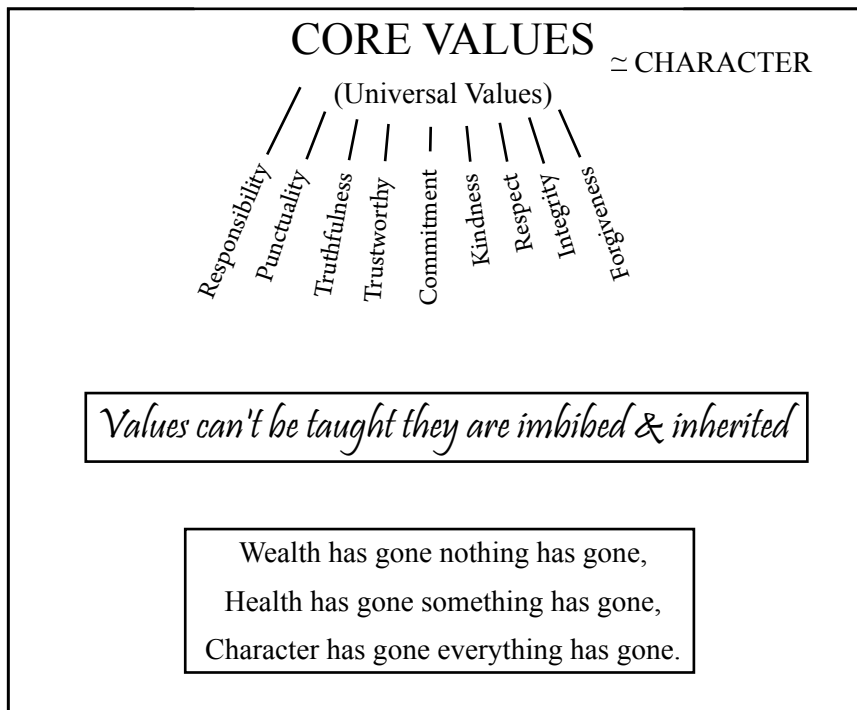 CORE VALUES
≃ CHARACTER
(Universal Values)
Responsibility
Punctuality
Truthfulness
Trustworthy
Commitment
Kindness
Respect
Integrity
Forgiveness
Values can't be taught they are imbibed & inherited
Wealth has gone nothing has gone,
Health has gone something has gone,
Character has gone everything has gone.